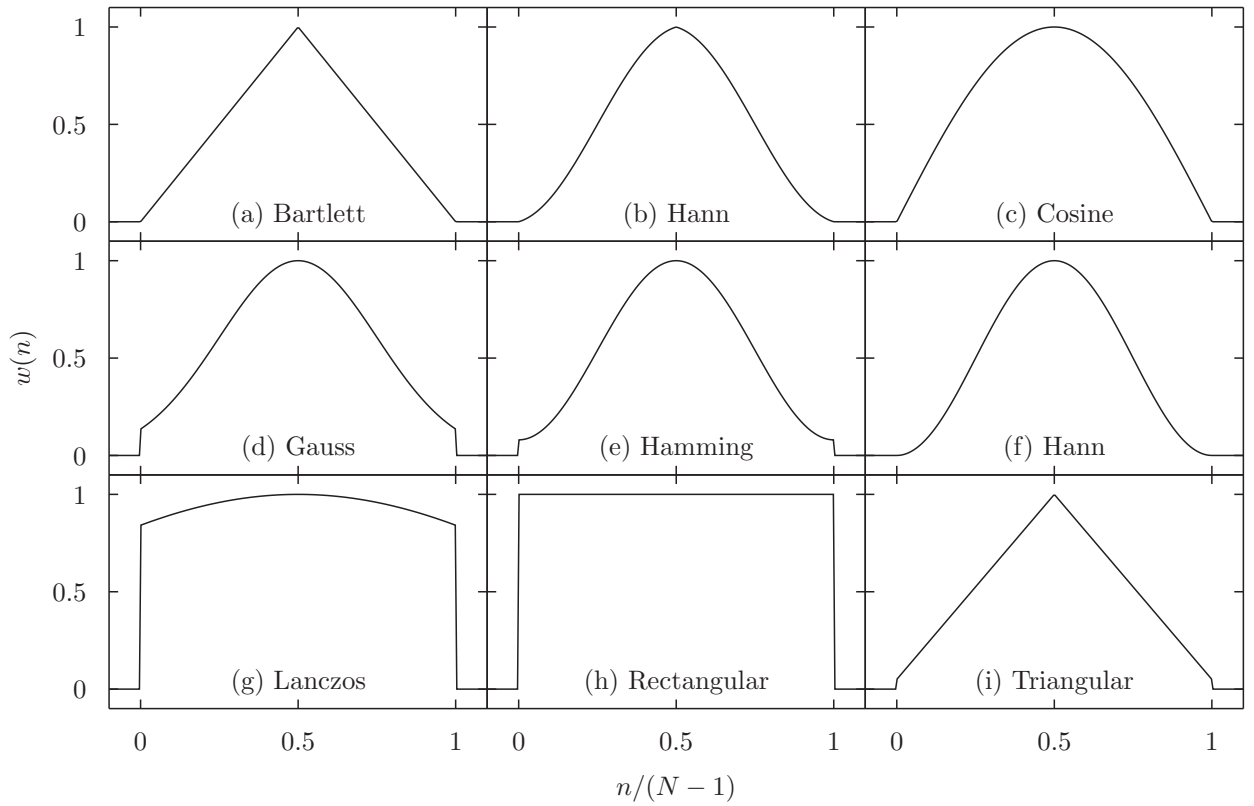 1
0.5
0
(a) Bartlett
(b) Hann
(c) Cosine
w(n)
1
0.5
0
(d) Gauss
(e) Hamming
(f) Hann
1
0.5
0
(g) Lanczos
(h) Rectangular
(i) Triangular
0 0.5 1 0 0.5 1 0 0.5 1
n/(N − 1)